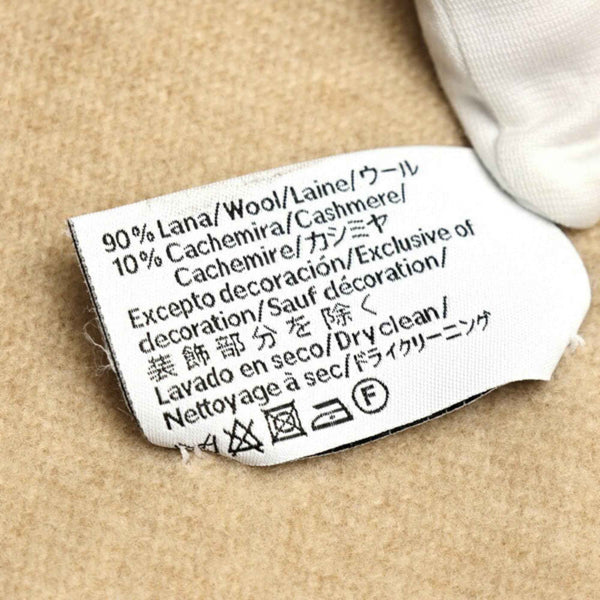 90% Lana/Wool/Laine/ウール
10% Cachemira/Cashmere/
Cachemire/カシミヤ
Excepto decoración/Exclusive of
decoration/Sauf décoration/
装飾部分を除く
Lavado en seco/Dry clean/
Nettoyage à sec/ドライクリーニング
F